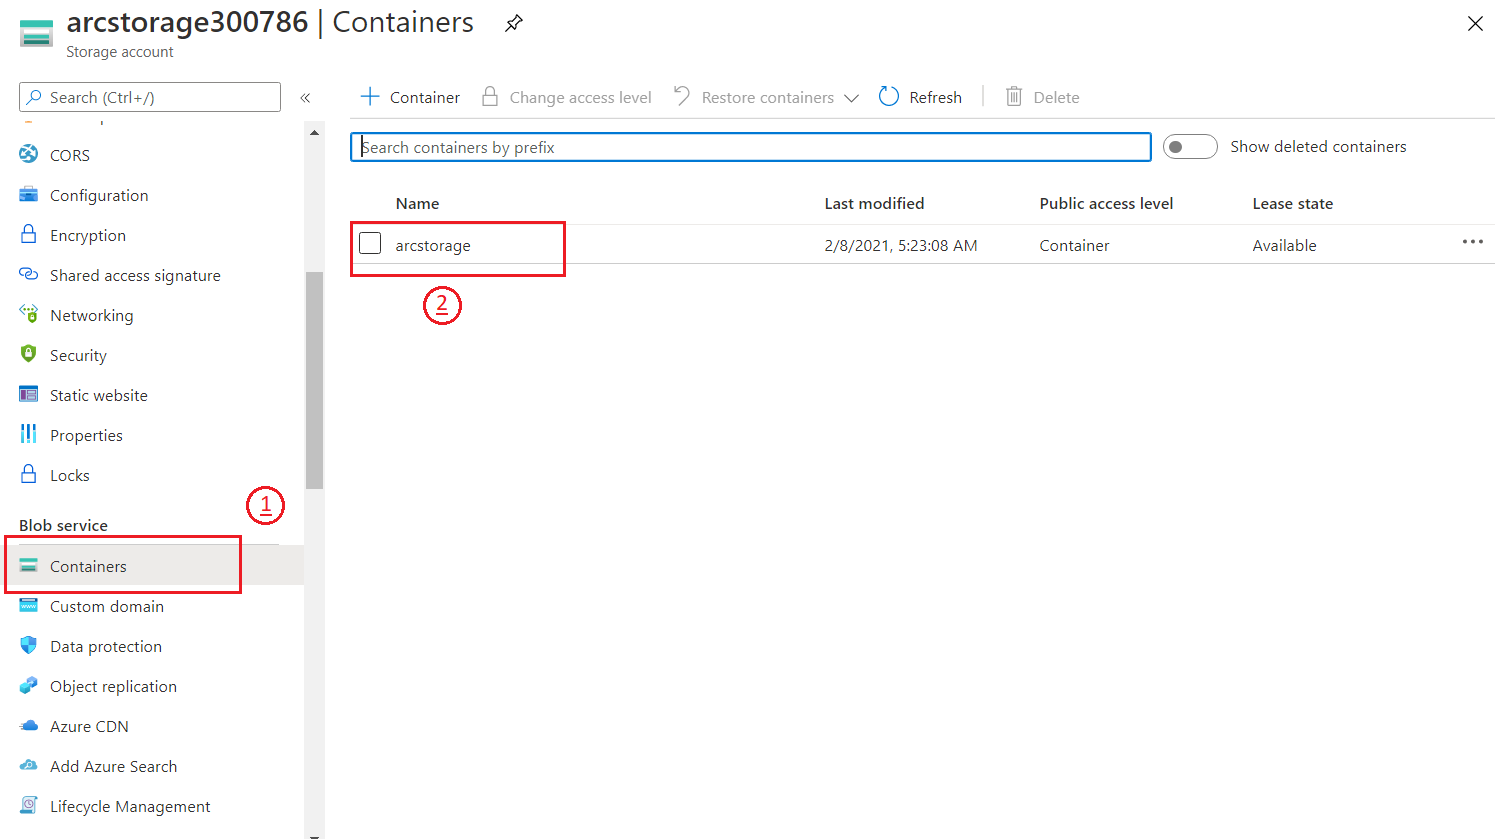 arcstorage300786 | Containers
Storage account
Search (Ctrl+/)
«
Container
Change access level
Restore containers
Refresh
Delete
Search containers by prefix
Show deleted containers
Name
Last modified
Public access level
Lease state
arcstorage
2/8/2021, 5:23:08 AM
Container
Available
2
CORS
Configuration
Encryption
Shared access signature
Networking
Security
Static website
Properties
Locks
1
Blob service
Containers
Custom domain
Data protection
Object replication
Azure CDN
Add Azure Search
Lifecycle Management